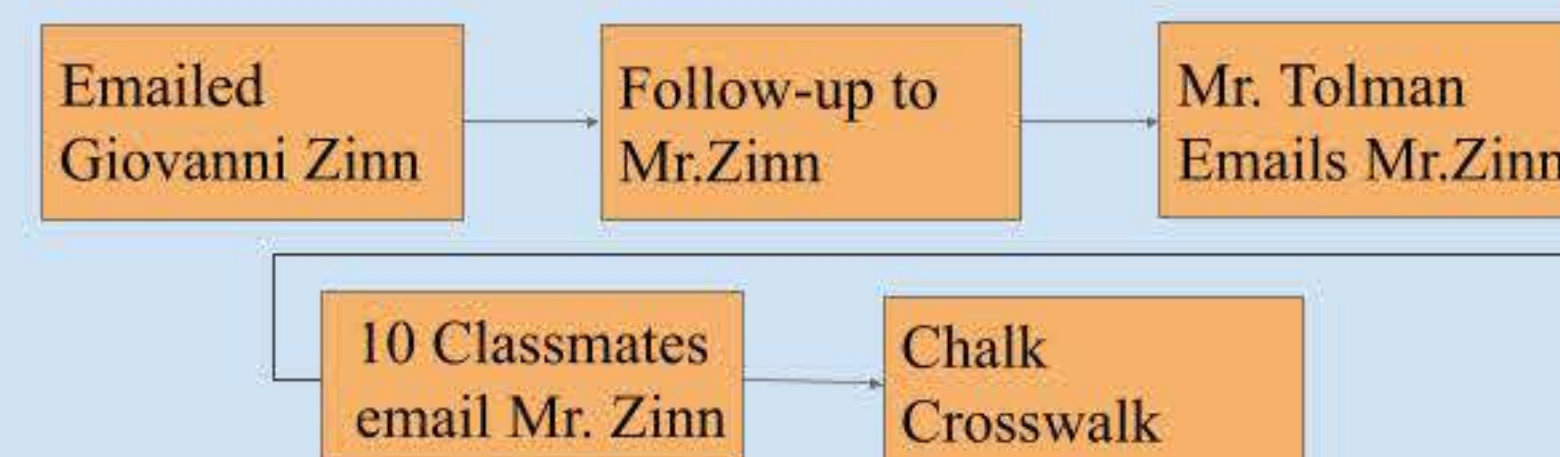 Emailed
Giovanni Zinn
Follow-up to
Mr.Zinn
Mr. Tolman
Emails Mr.Zinn
10 Classmates
email Mr. Zinn
Chalk
Crosswalk